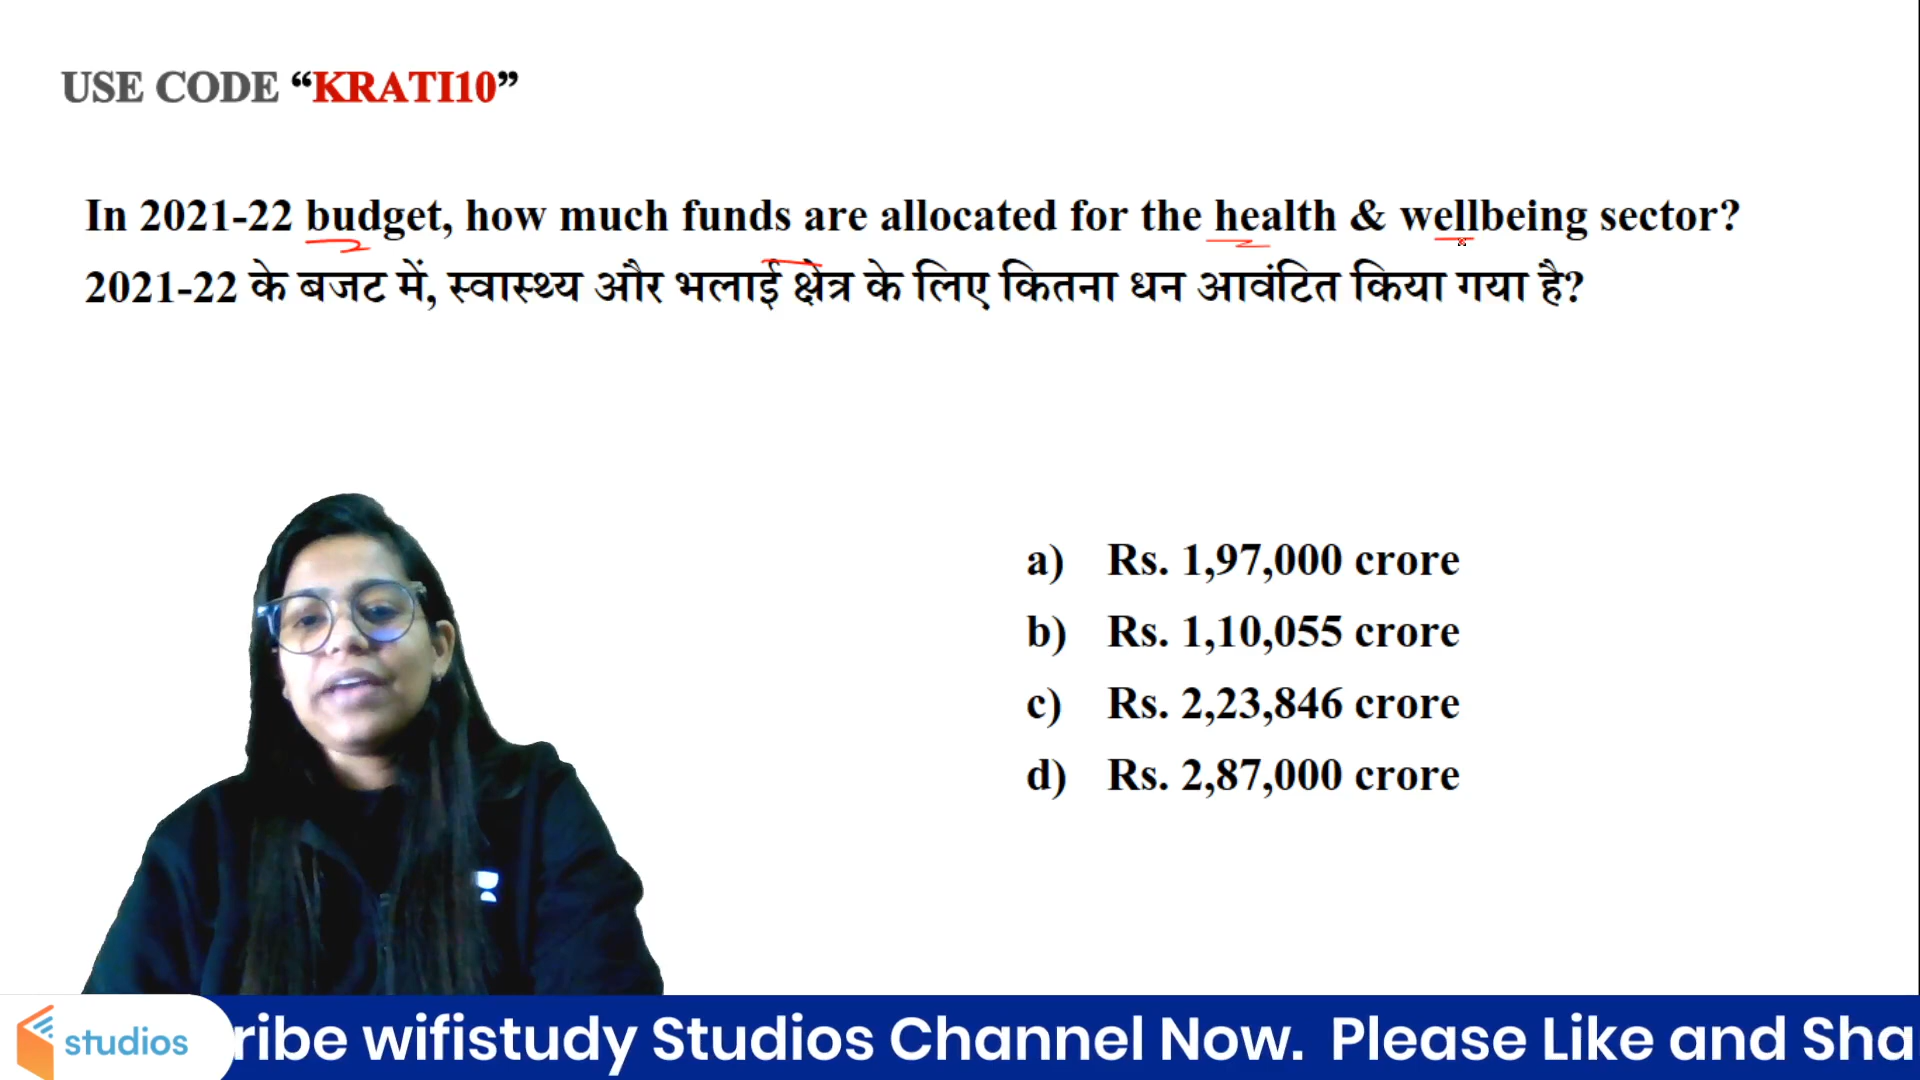 USE CODE “KRATI10”
In 2021-22 budget, how much funds are allocated for the health & wellbeing sector?
2021-22 के बजट में, स्वास्थ्य और भलाई क्षेत्र के लिए कितना धन आवंटित किया गया है?
a) Rs. 1,97,000 crore
b) Rs. 1,10,055 crore
c) Rs. 2,23,846 crore
d) Rs. 2,87,000 crore
studios
ribe wifistudy Studios Channel Now. Please Like and Sha